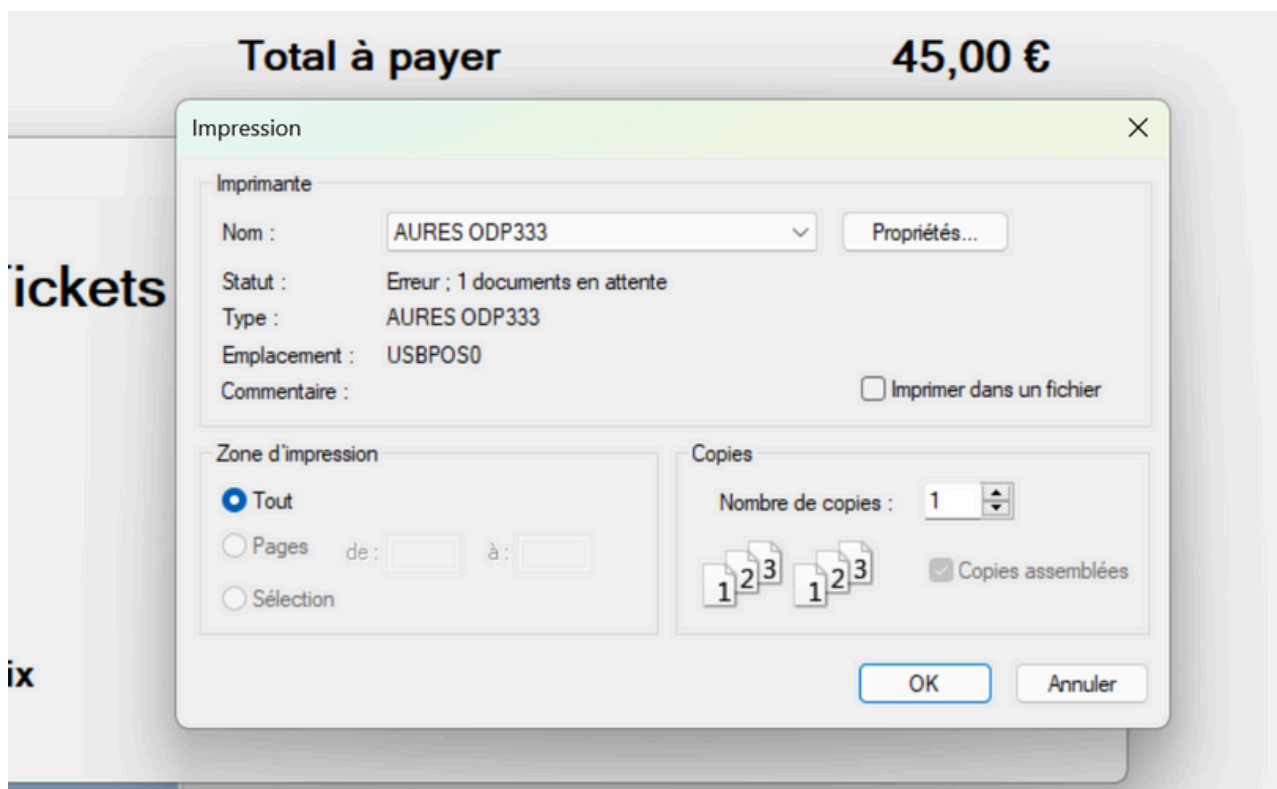 Total à payer 45,00 €
Impression
Imprimante
Nom : AURES ODP333 Propriétés...
ickets
Statut : Erreur ; 1 documents en attente
Type : AURES ODP333
Emplacement : USBPOS0
Commentaire : Imprimer dans un fichier
Zone d'impression
Tout
Pages de : à :
Sélection
Copies
Nombre de copies : 1
1 2 3 1 2 3
Copies assemblées
ix
OK Annuler